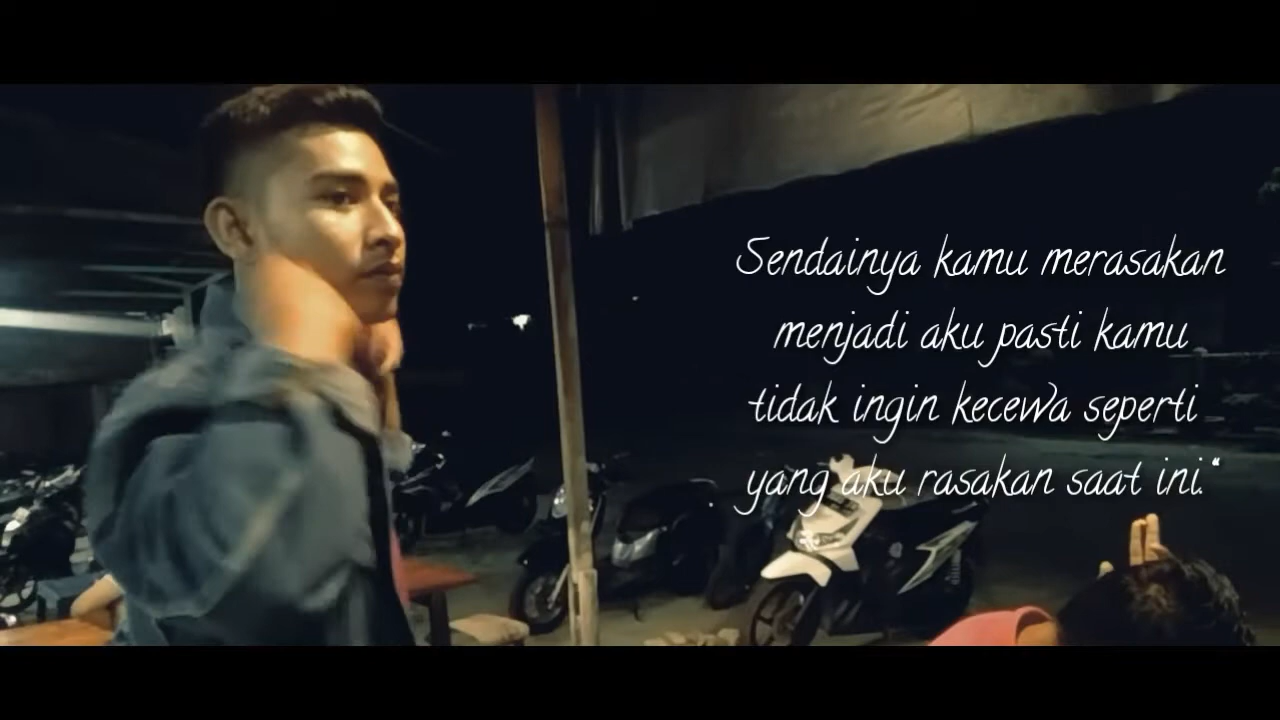 Sendainya kamu merasakan
menjadi aku pasti kamu
tidak ingin kecewa seperti
yang aku rasakan saat ini."